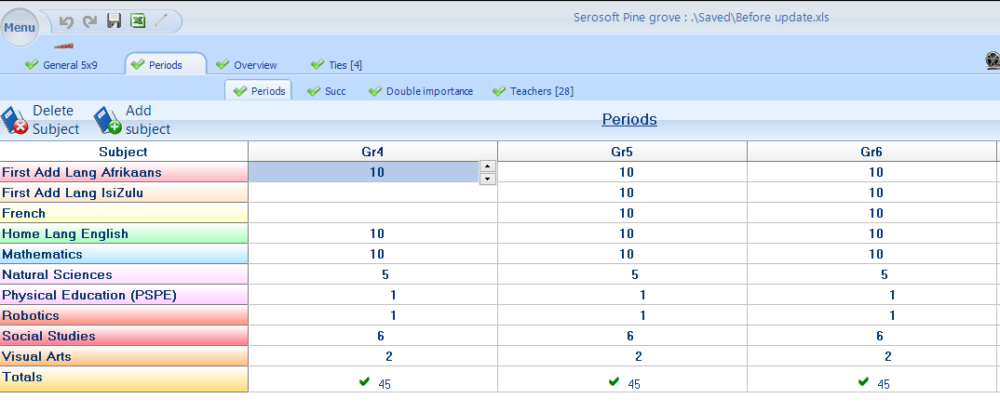 Menu Serosoft Pine grove : .\Saved\Before update.xls
General 5x9 Periods Overview Ties [4]
Periods Succ Double importance Teachers [28]
Delete Subject Add subject Periods
Subject Gr4 Gr5 Gr6
First Add Lang Afrikaans 10 10 10
First Add Lang IsiZulu 10 10
French 10 10
Home Lang English 10 10 10
Mathematics 10 10 10
Natural Sciences 5 5 5
Physical Education (PSPE) 1 1 1
Robotics 1 1 1
Social Studies 6 6 6
Visual Arts 2 2 2
Totals 45 45 45